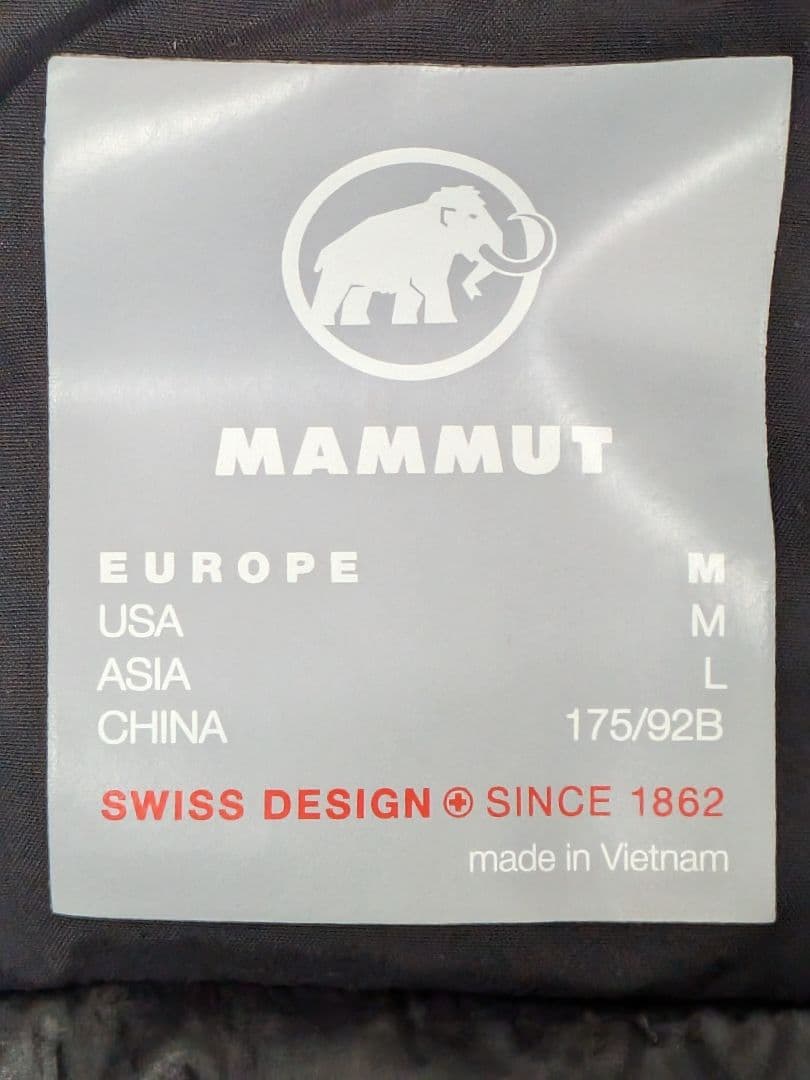 MAMMUT
EUROPE M
USA M
ASIA L
CHINA 175/92B
SWISS DESIGN SINCE 1862
made in Vietnam